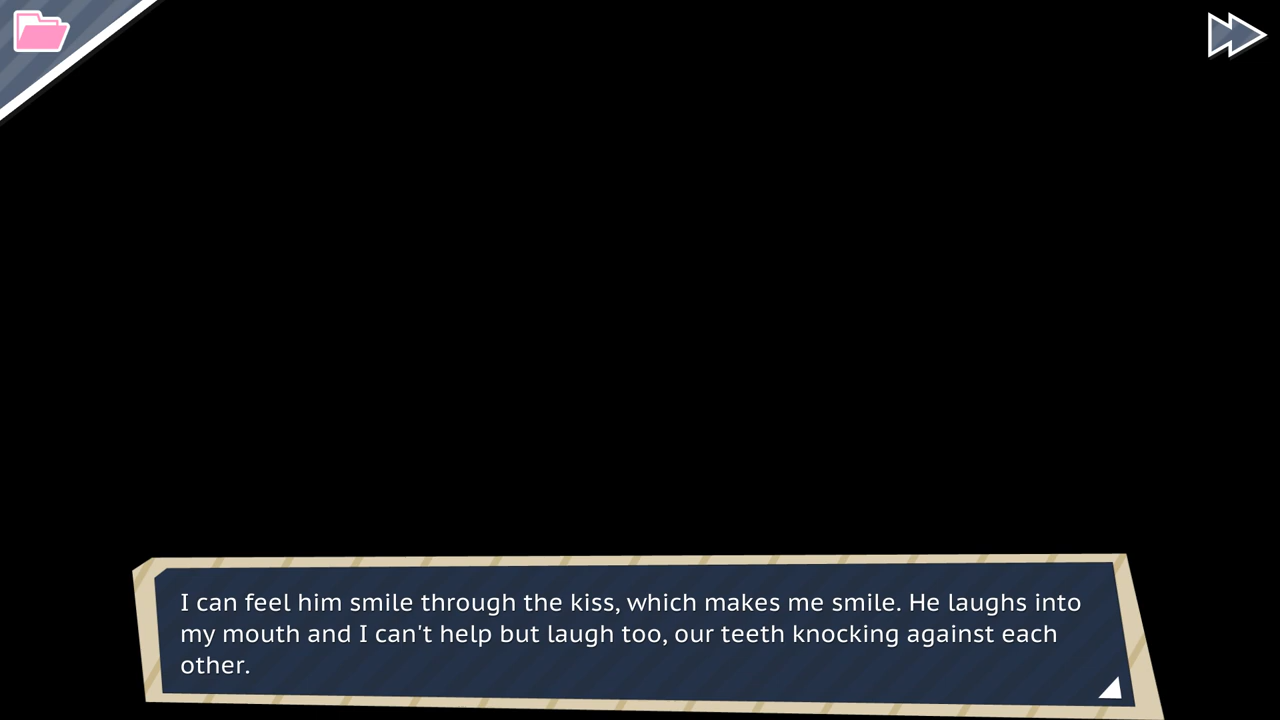 I can feel him smile through the kiss, which makes me smile. He laughs into
my mouth and I can't help but laugh too, our teeth knocking against each
other.